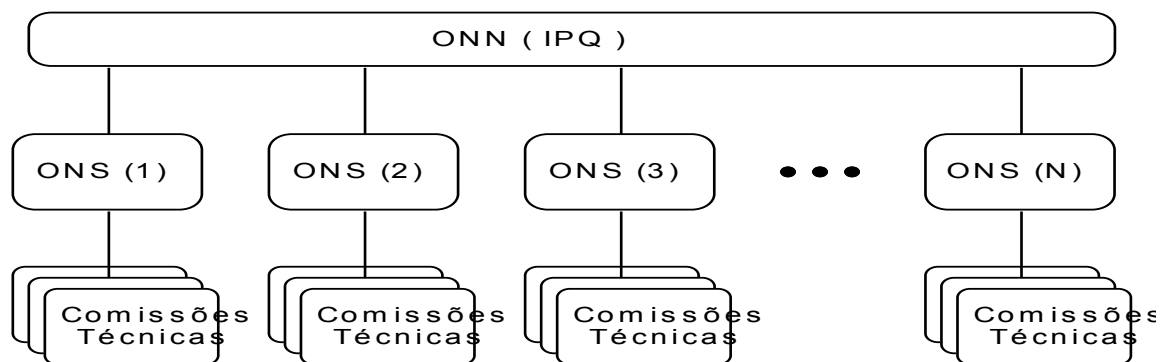 ONN ( IPQ )
ONS (1)
ONS (2)
ONS (3)
ONS (N)
Comissões
Técnicas
Comissões
Técnicas
Comissões
Técnicas
Comissões
Técnicas